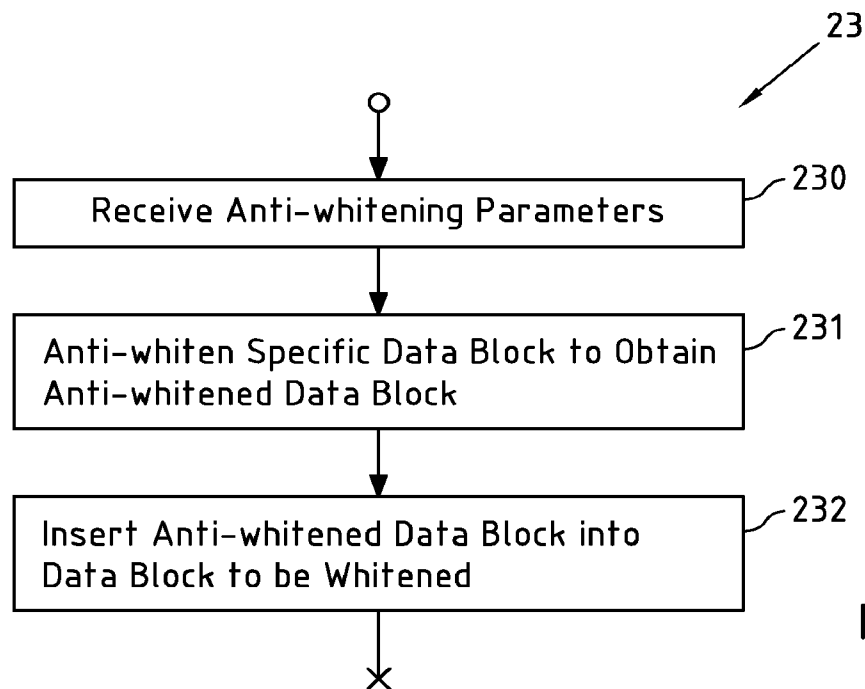 23
230
Receive Anti-whitening Parameters
231
Anti-whiten Specific Data Block to Obtain
Anti-whitened Data Block
232
Insert Anti-whitened Data Block into
Data Block to be Whitened